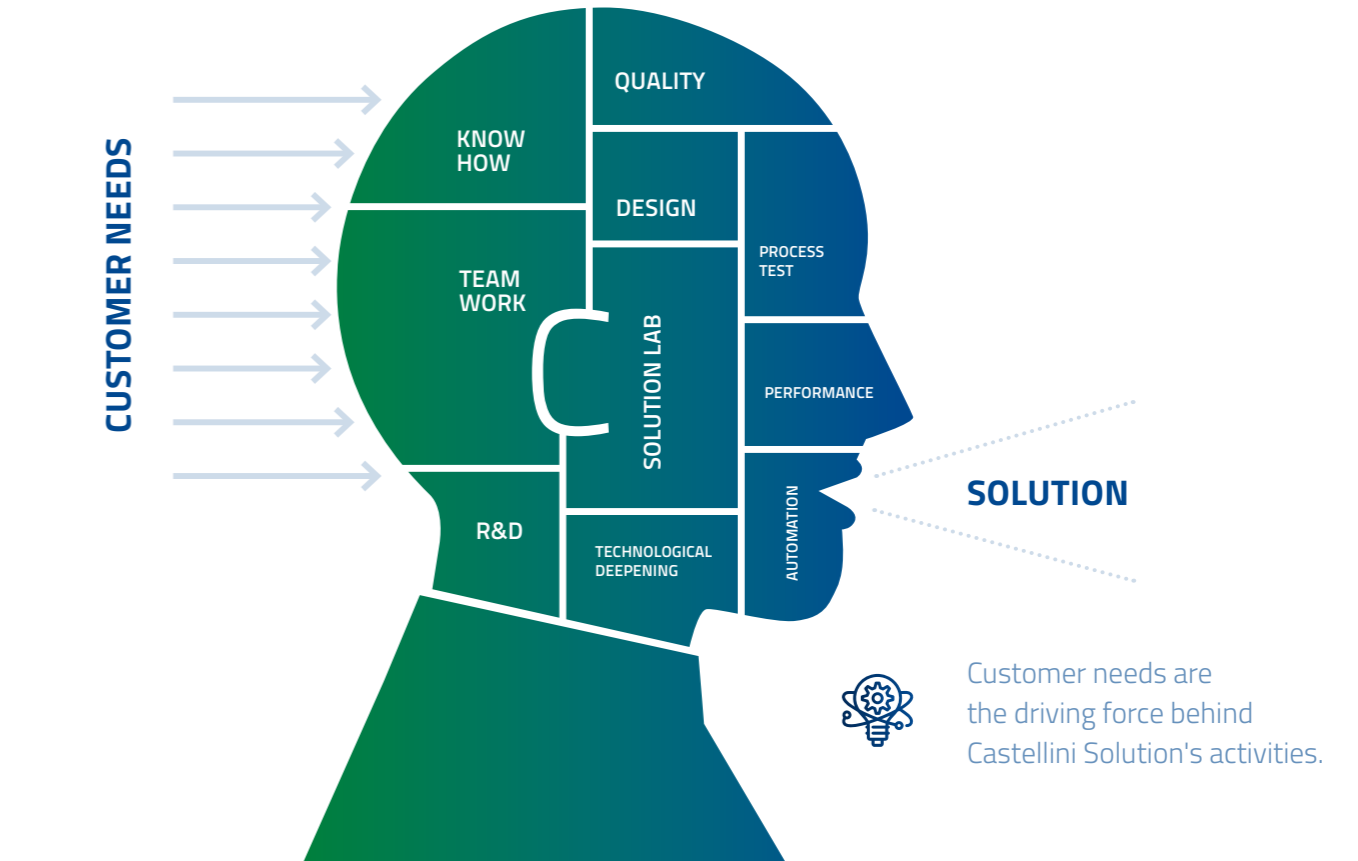 CUSTOMER NEEDS
KNOW
HOW
QUALITY
DESIGN
PROCESS
TEST
TEAM
WORK
C
SOLUTION LAB
PERFORMANCE
R&D
TECHNOLOGICAL
DEEPENING
AUTOMATION
SOLUTION
Customer needs are
the driving force behind
Castellini Solution's activities.